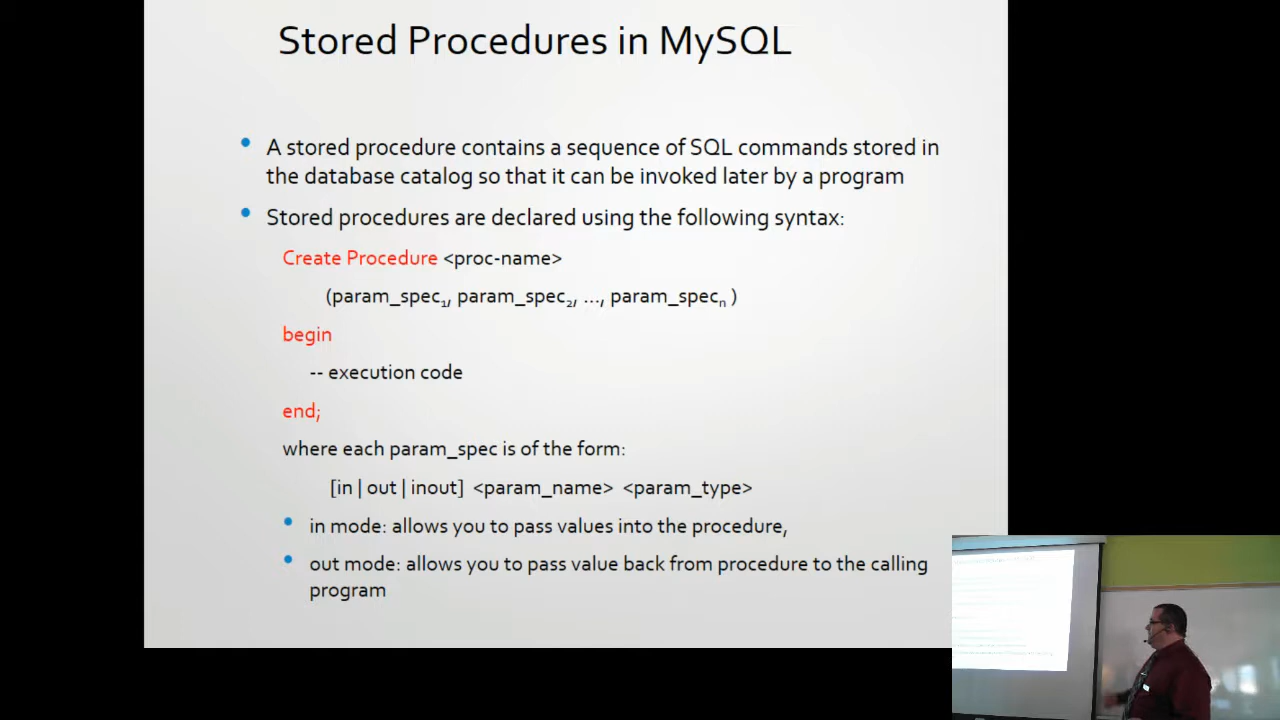 Stored Procedures in MySQL
• A stored procedure contains a sequence of SQL commands stored in
the database catalog so that it can be invoked later by a program
• Stored procedures are declared using the following syntax:
Create Procedure <proc-name>
(param_spec₁, param_spec₂, …, param_specₙ )
begin
-- execution code
end;
where each param_spec is of the form:
[in | out | inout] <param_name> <param_type>
• in mode: allows you to pass values into the procedure,
• out mode: allows you to pass value back from procedure to the calling
program